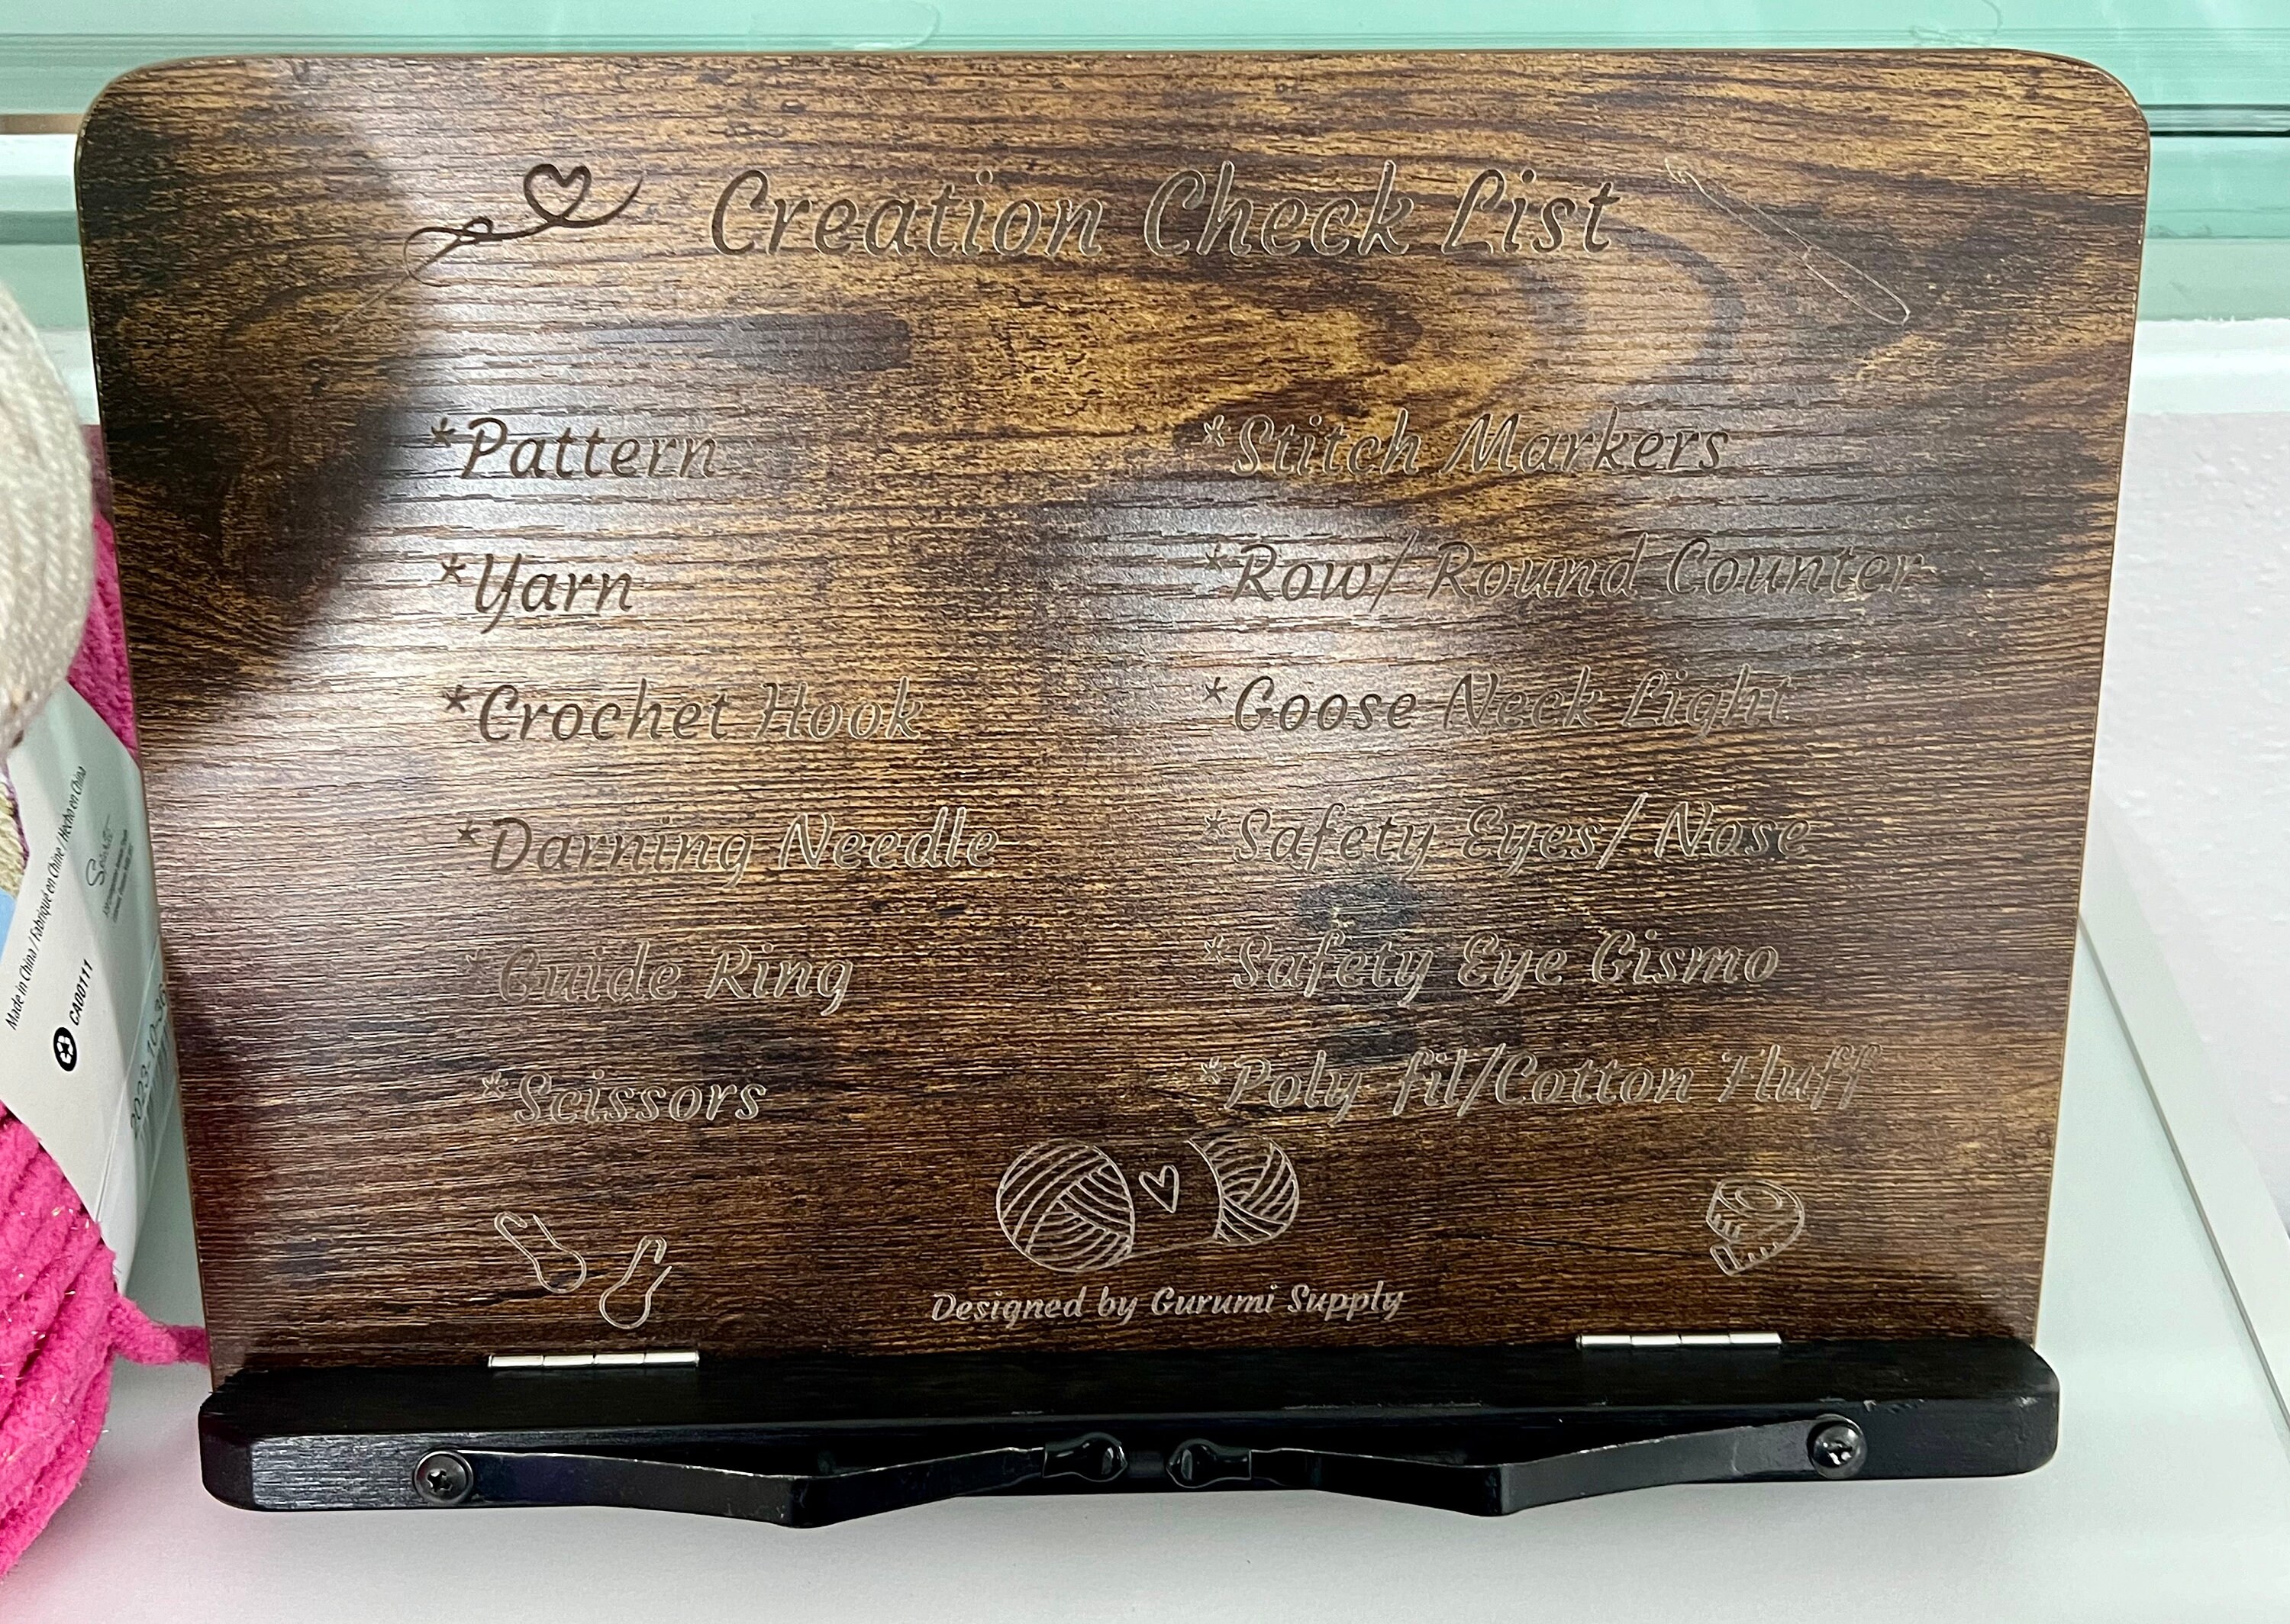 Creation Check List
*Pattern
*Yarn
*Crochet Hook
*Darning Needle
*Guide Ring
*Scissors
*Stitch Markers
*Row/ Round Counter
*Goose Neck Light
*Safety Eyes/ Nose
*Safety Eye Gismo
*Poly-fil/Cotton Fluff
Designed by Gurumi Supply
Made in China / Fabriqué en Chine / Hecho en China
CA00111